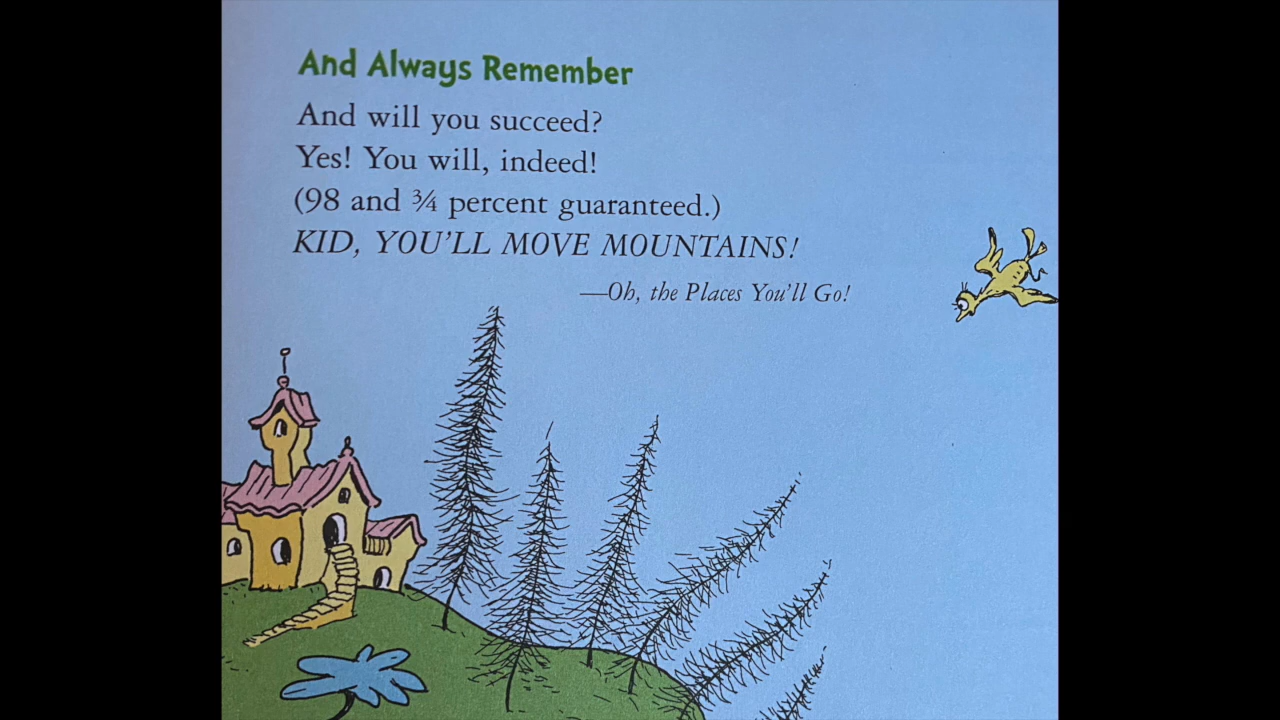 And Always Remember
And will you succeed?
Yes! You will, indeed!
(98 and ¾ percent guaranteed.)
KID, YOU'LL MOVE MOUNTAINS!
—Oh, the Places You'll Go!